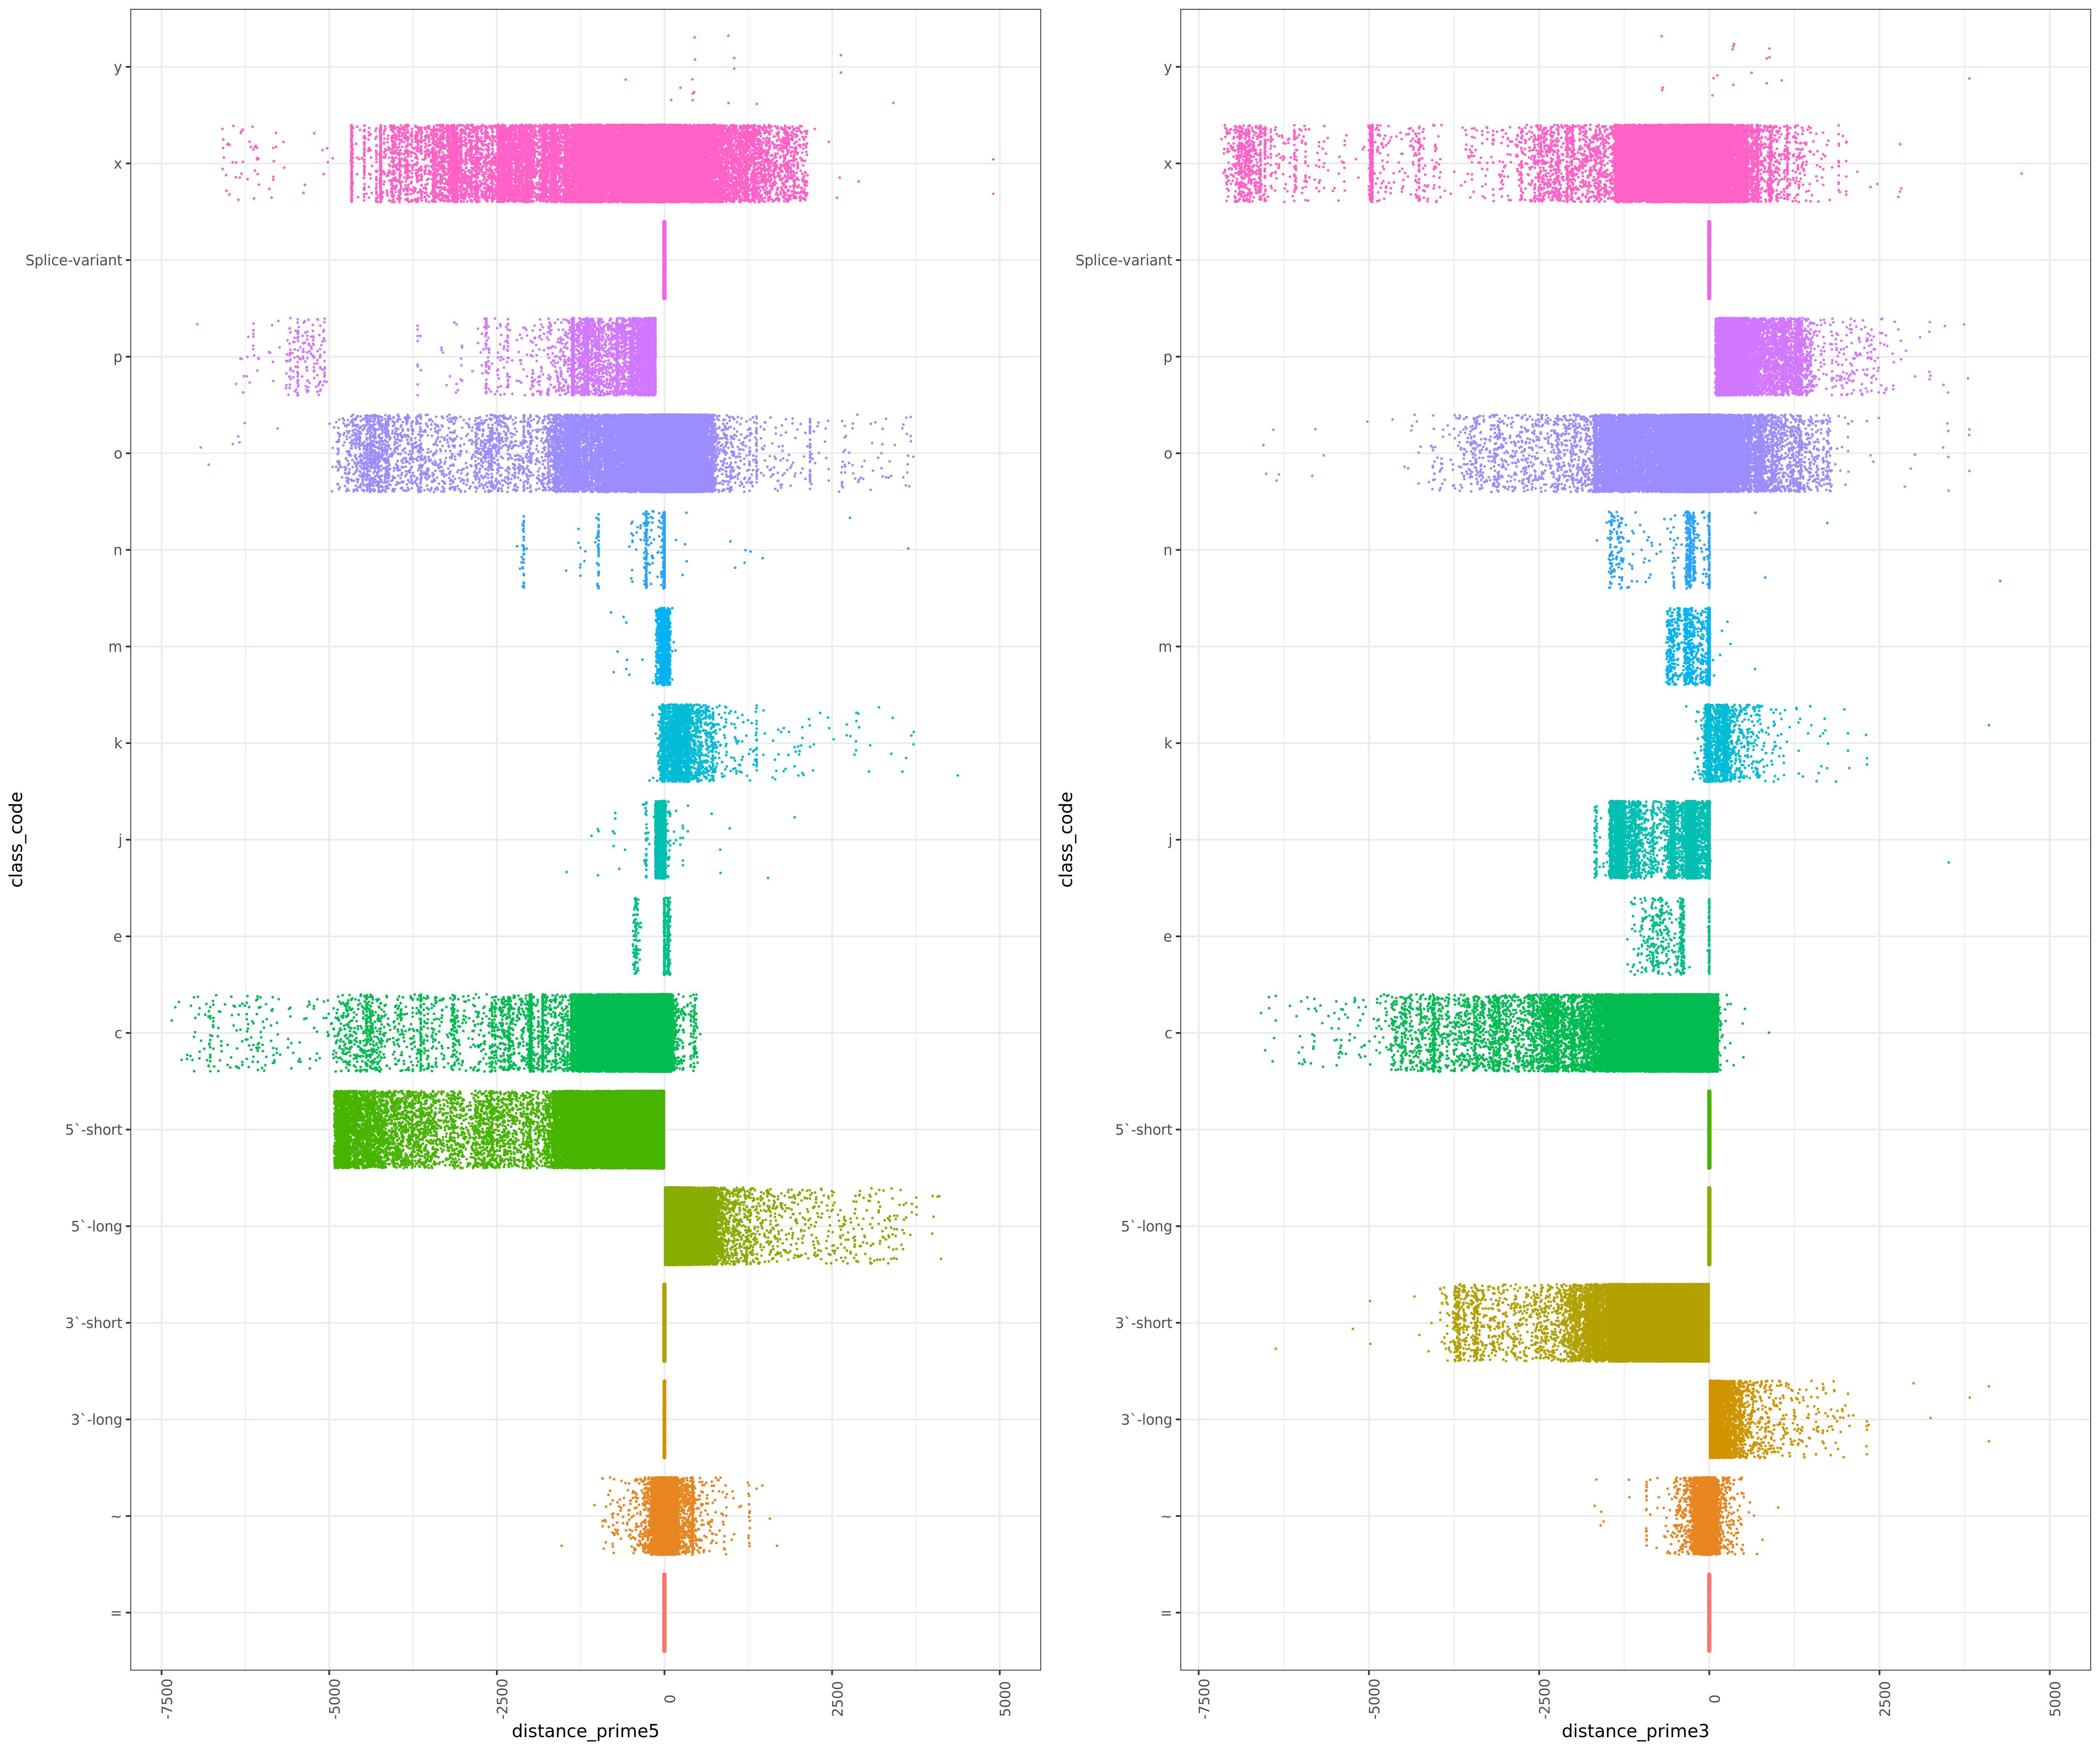 class_code
y
x
Splice-variant
p
o
n
m
k
j
e
c
5`-short
5`-long
3`-short
3`-long
~
=
-7500
-5000
-2500
0
2500
5000
distance_prime5
class_code
y
x
Splice-variant
p
o
n
m
k
j
e
c
5`-short
5`-long
3`-short
3`-long
~
=
-7500
-5000
-2500
0
2500
5000
distance_prime3